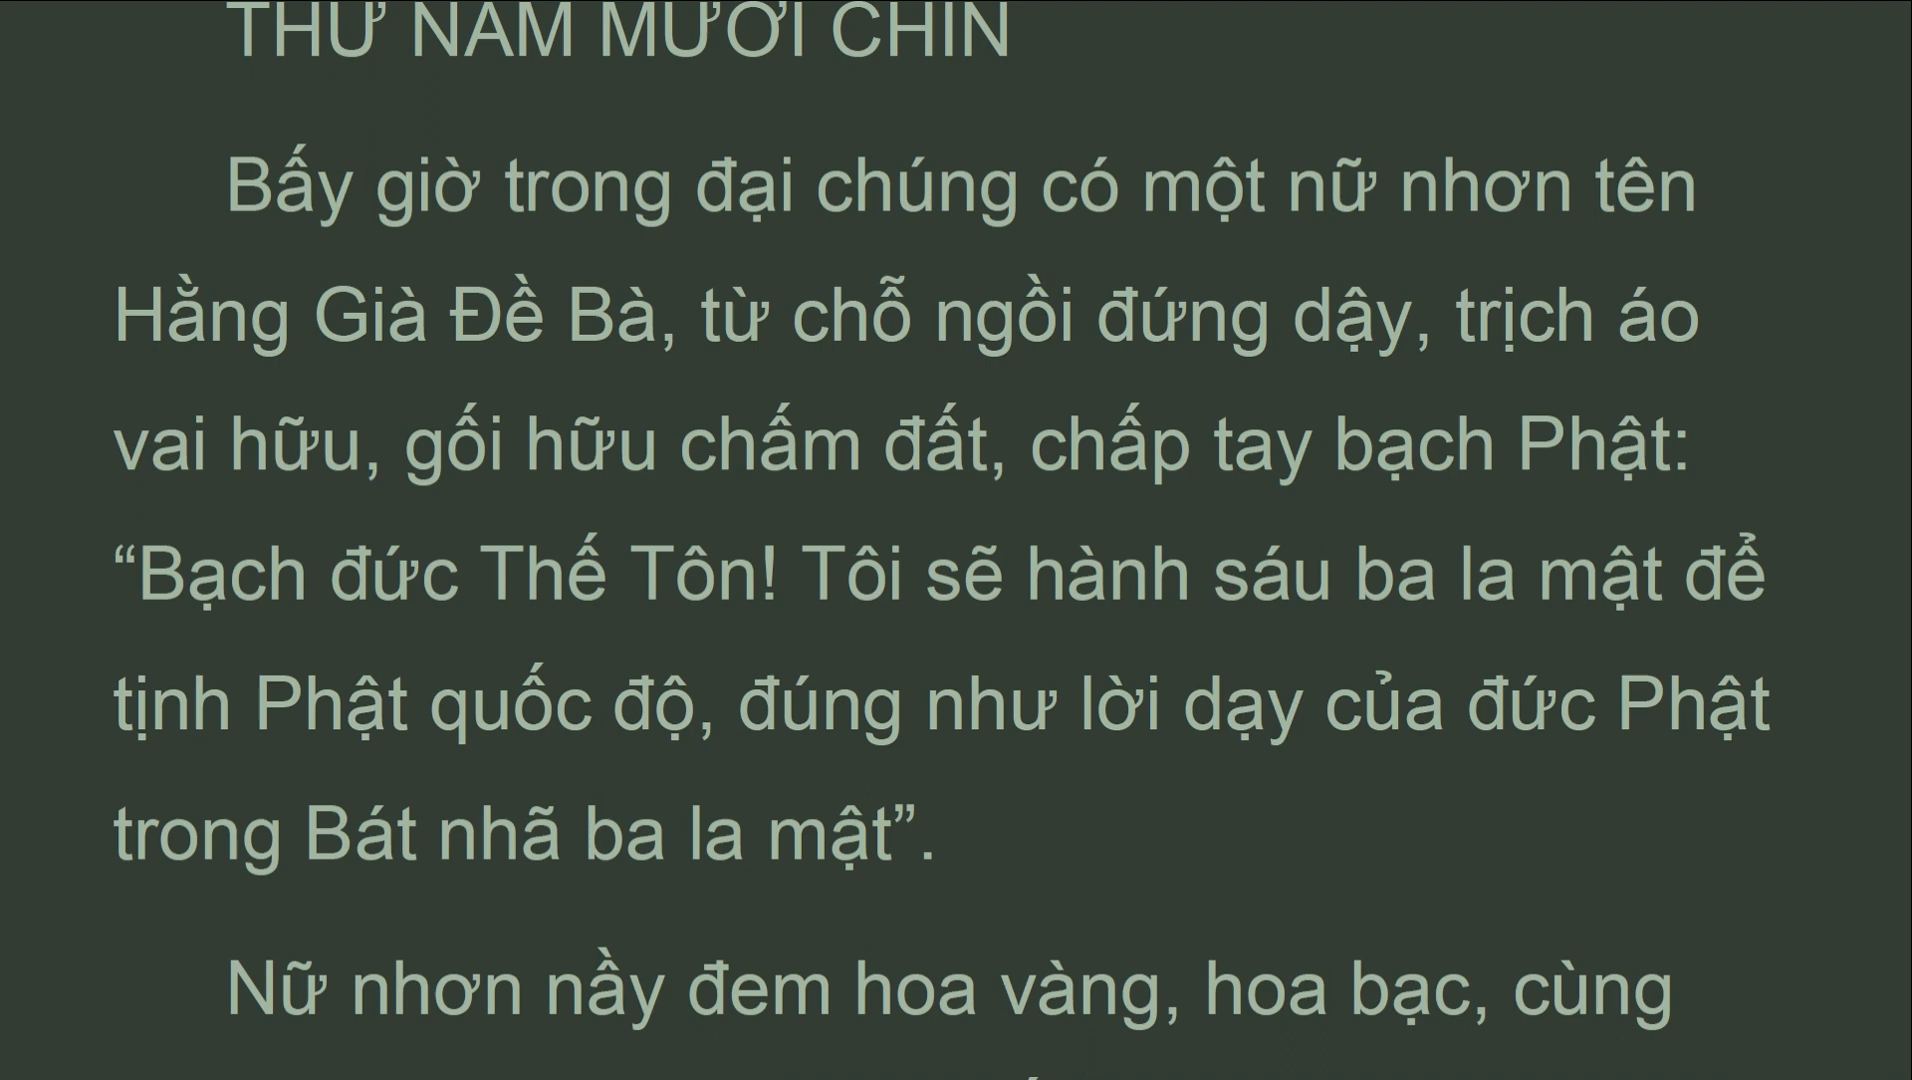 THỨ NĂM MƯƠI CHÍN
Bấy giờ trong đại chúng có một nữ nhơn tên
Hằng Già Đề Bà, từ chỗ ngồi đứng dậy, trịch áo
vai hữu, gối hữu chấm đất, chấp tay bạch Phật:
“Bạch đức Thế Tôn! Tôi sẽ hành sáu ba la mật để
tịnh Phật quốc độ, đúng như lời dạy của đức Phật
trong Bát nhã ba la mật”.
Nữ nhơn nầy đem hoa vàng, hoa bạc, cùng